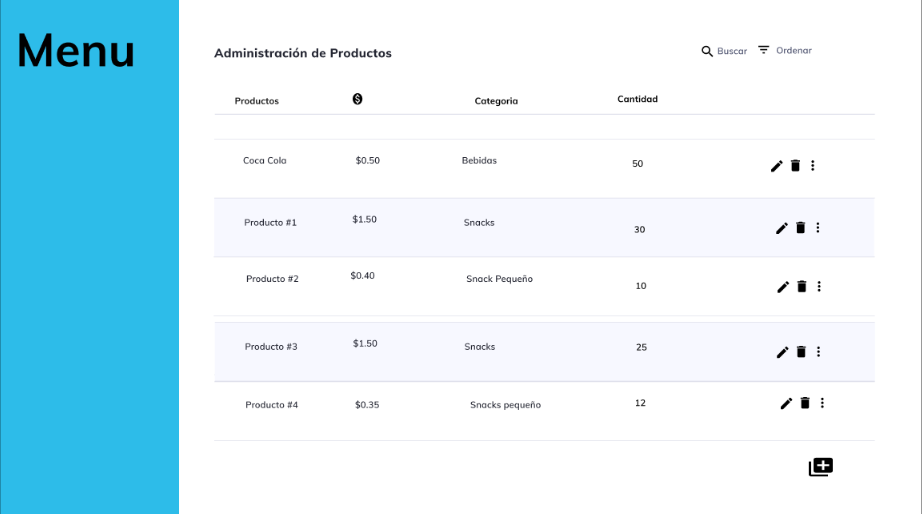 Menu
Administración de Productos
Buscar
Ordenar
Productos $ Categoria Cantidad
Coca Cola $0.50 Bebidas 50
Producto #1 $1.50 Snacks 30
Producto #2 $0.40 Snack Pequeño 10
Producto #3 $1.50 Snacks 25
Producto #4 $0.35 Snacks pequeño 12